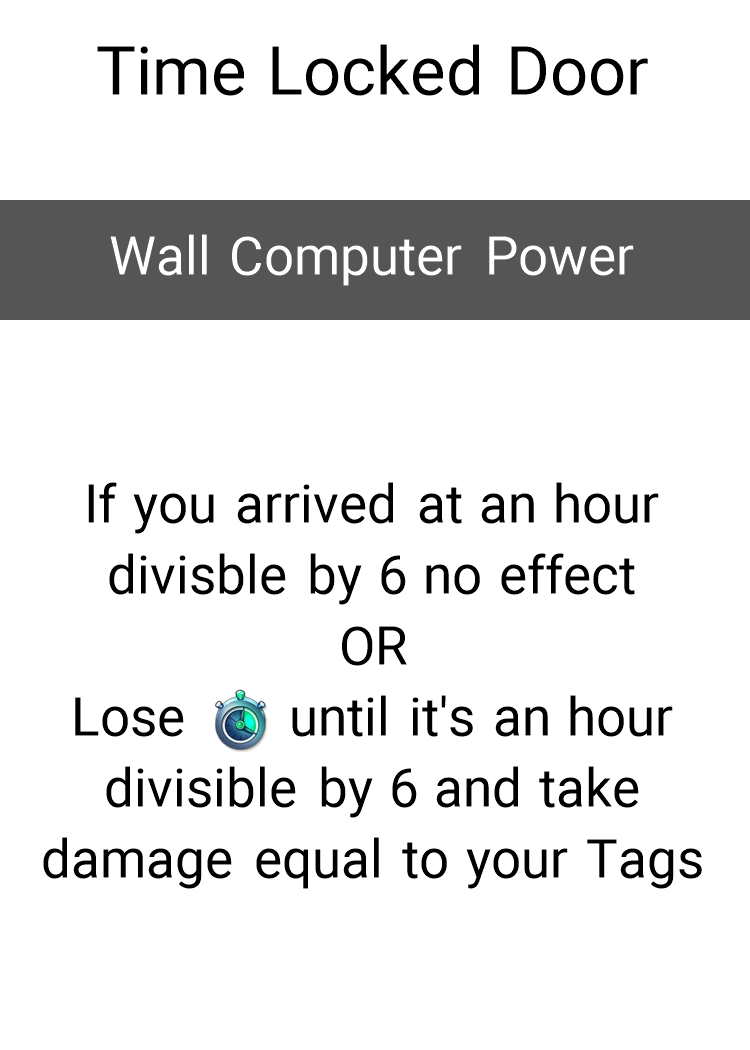 Time Locked Door
Wall Computer Power
If you arrived at an hour
divisble by 6 no effect
OR
Lose until it's an hour
divisible by 6 and take
damage equal to your Tags